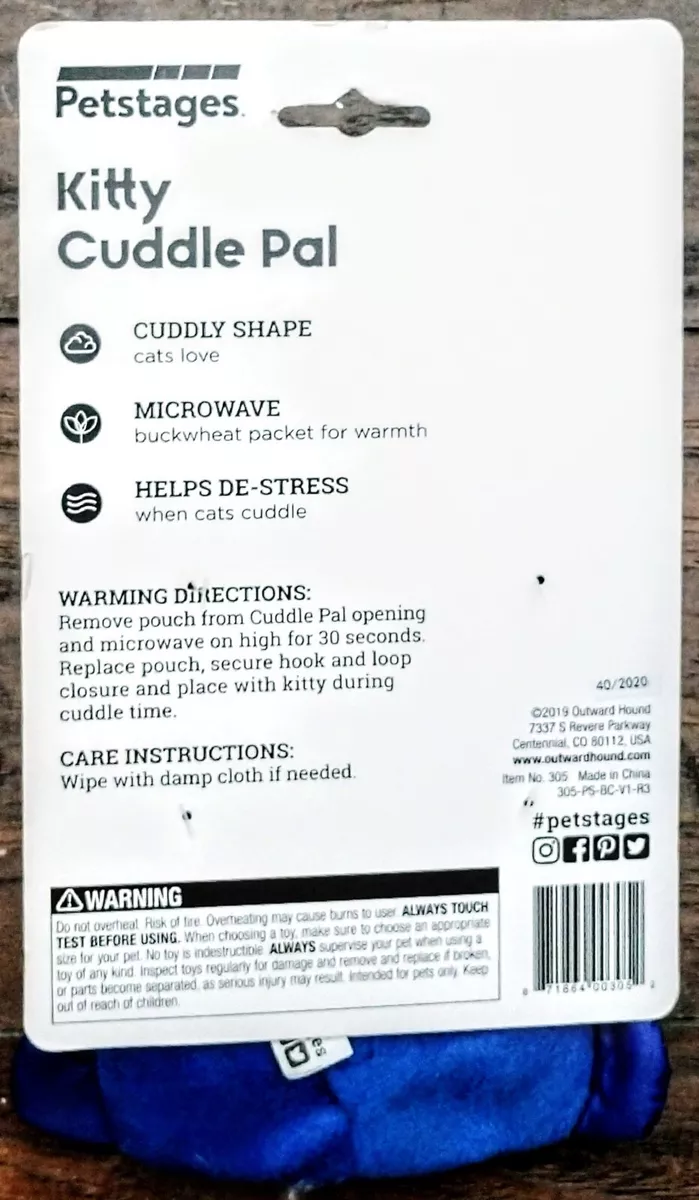 Petstages.
Kitty
Cuddle Pal
CUDDLY SHAPE
cats love
MICROWAVE
buckwheat packet for warmth
HELPS DE-STRESS
when cats cuddle
WARMING DIRECTIONS:
Remove pouch from Cuddle Pal opening
and microwave on high for 30 seconds.
Replace pouch, secure hook and loop
closure and place with kitty during
cuddle time.
CARE INSTRUCTIONS:
Wipe with damp cloth if needed.
40/2020
©2019 Outward Hound
7337 S Revere Parkway
Centennial, CO 80112, USA
www.outwardhound.com
Item No. 305 Made in China
305-PS-BC-V1-R3
#petstages
WARNING
Do not overheat. Risk of fire. Overheating may cause burns to user. ALWAYS TOUCH
TEST BEFORE USING. When choosing a toy, make sure to choose an appropriate
size for your pet. No toy is indestructible. ALWAYS supervise your pet when using a
toy of any kind. Inspect toys regularly for damage and remove and replace if broken,
or parts become separated, as serious injury may result. Intended for pets only. Keep
out of reach of children.
71864 00305
es